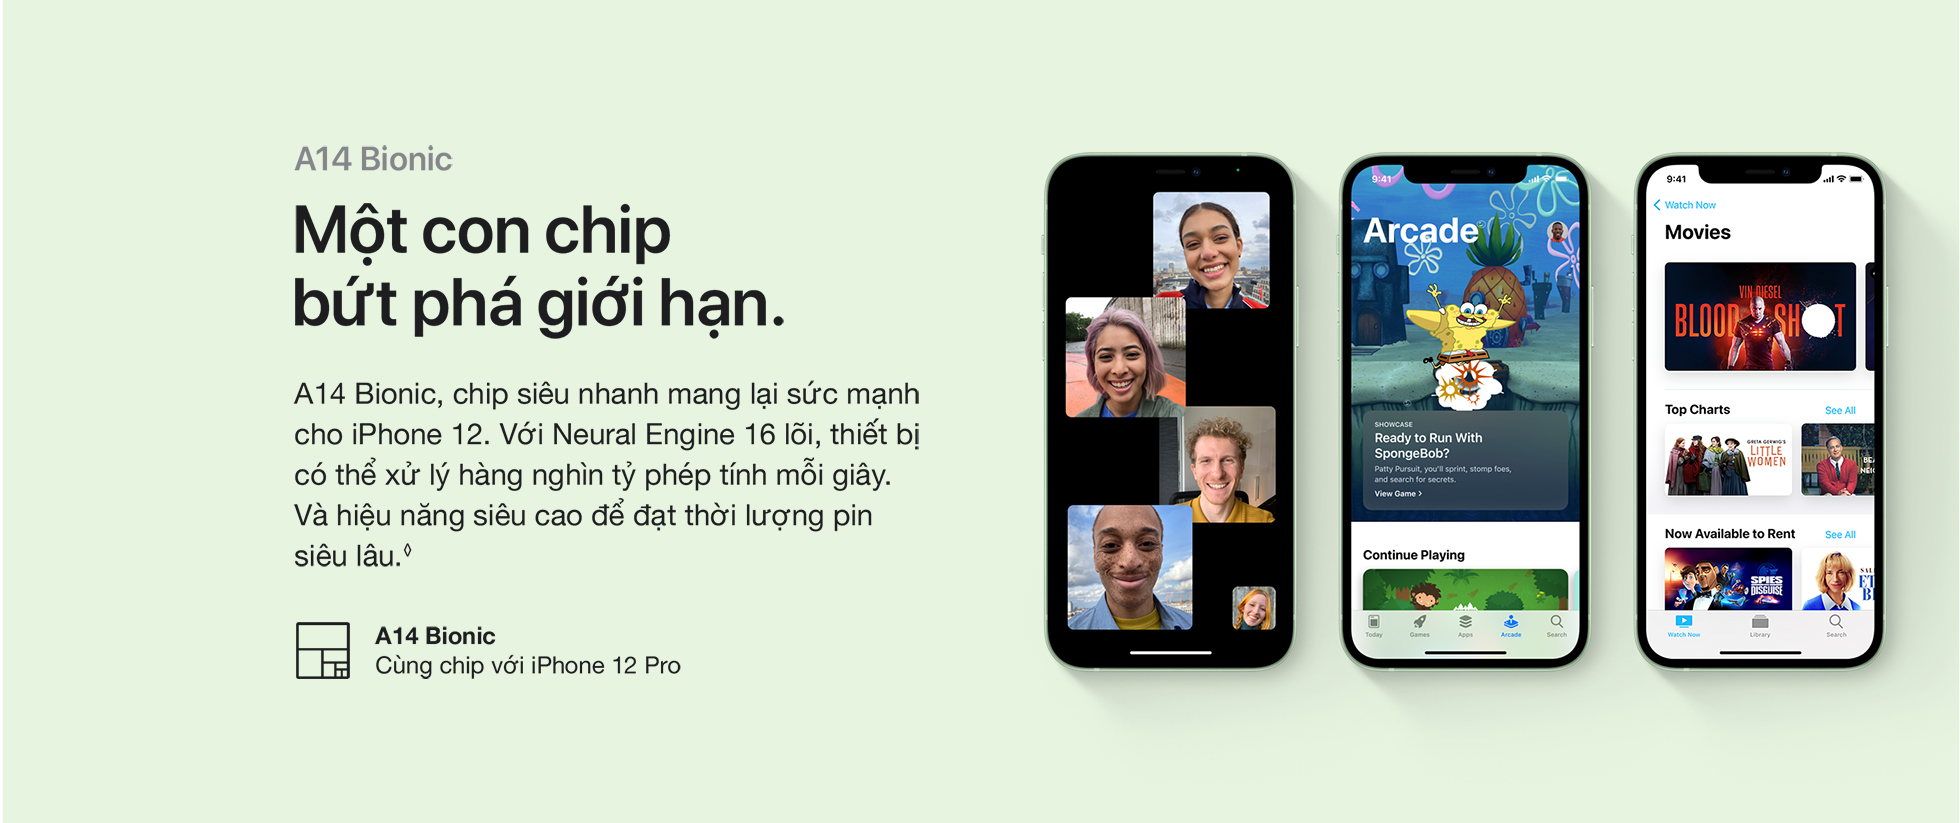 A14 Bionic
Một con chip
bứt phá giới hạn.
A14 Bionic, chip siêu nhanh mang lại sức mạnh
cho iPhone 12. Với Neural Engine 16 lõi, thiết bị
có thể xử lý hàng nghìn tỷ phép tính mỗi giây.
Và hiệu năng siêu cao để đạt thời lượng pin
siêu lâu.◊
A14 Bionic
Cùng chip với iPhone 12 Pro
9:41
Arcade
SHOWCASE
Ready to Run With
SpongeBob?
Patty Pursuit, you'll sprint, stomp foes,
and search for secrets.
View Game >
Continue Playing
Today Games Apps Arcade Search
9:41
Watch Now
Movies
VIN DIESEL
BLOODSH T
Top Charts See All
GRETA GERWIG'S
LITTLE
WOMEN
Now Available to Rent See All
SPIES
DISGUISE
Watch Now Library Search